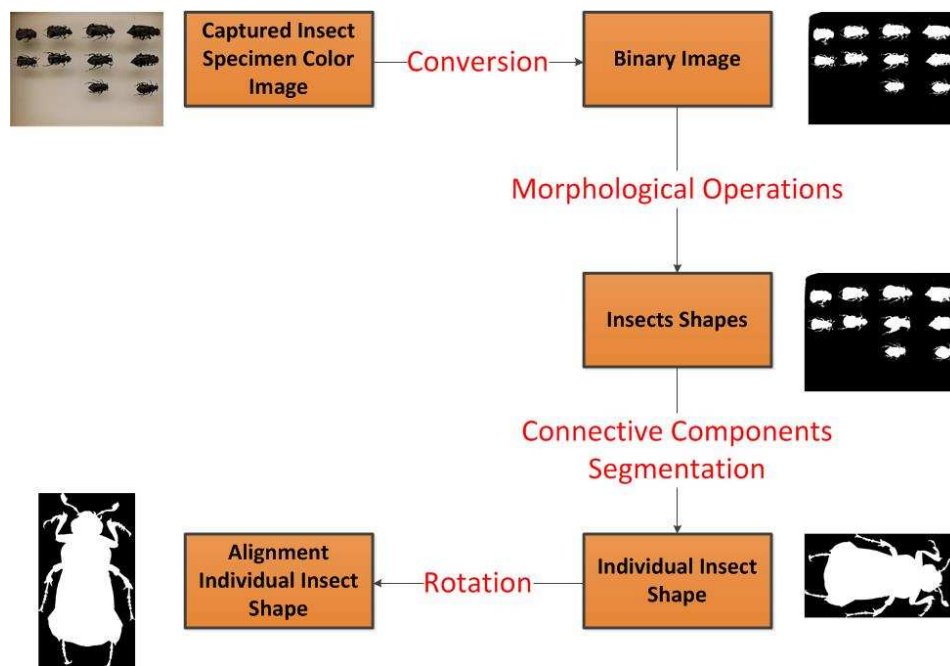 Captured Insect
Specimen Color
Image
Conversion
Binary Image
Morphological Operations
Insects Shapes
Connective Components
Segmentation
Individual Insect
Shape
Rotation
Alignment
Individual Insect
Shape